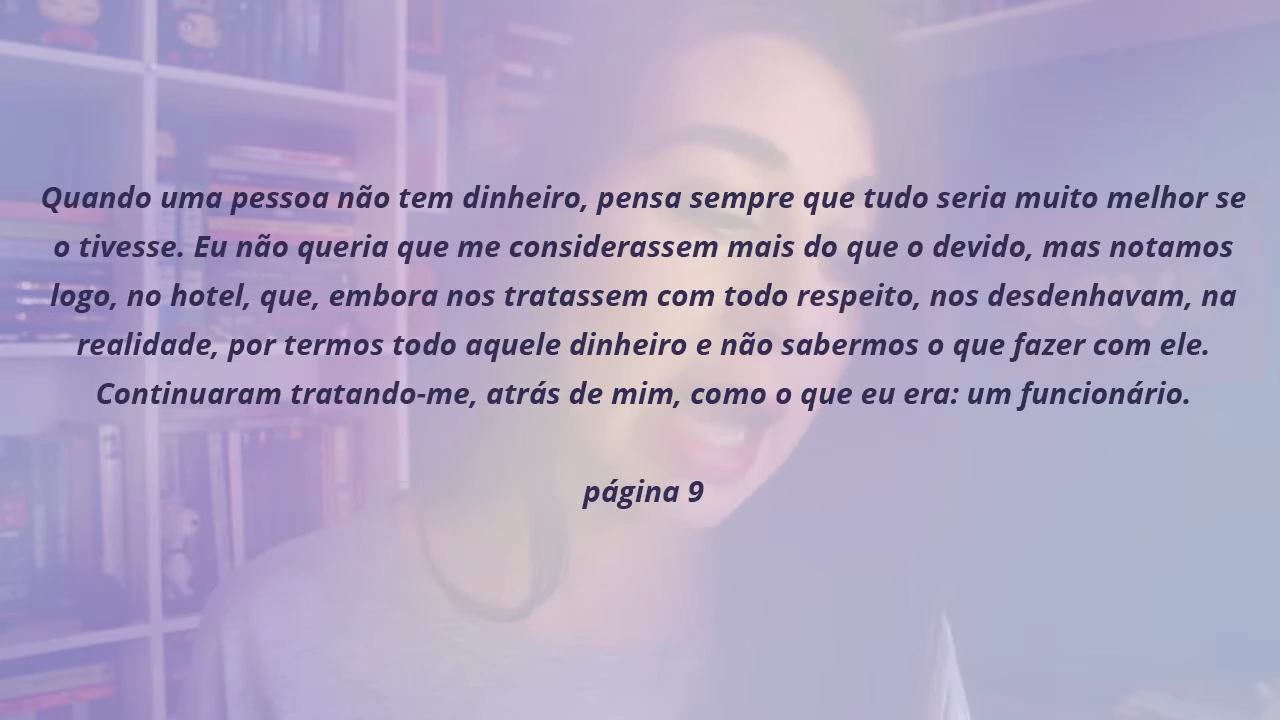 Quando uma pessoa não tem dinheiro, pensa sempre que tudo seria muito melhor se
o tivesse. Eu não queria que me considerassem mais do que o devido, mas notamos
logo, no hotel, que, embora nos tratassem com todo respeito, nos desdenhavam, na
realidade, por termos todo aquele dinheiro e não sabermos o que fazer com ele.
Continuaram tratando-me, atrás de mim, como o que eu era: um funcionário.
página 9